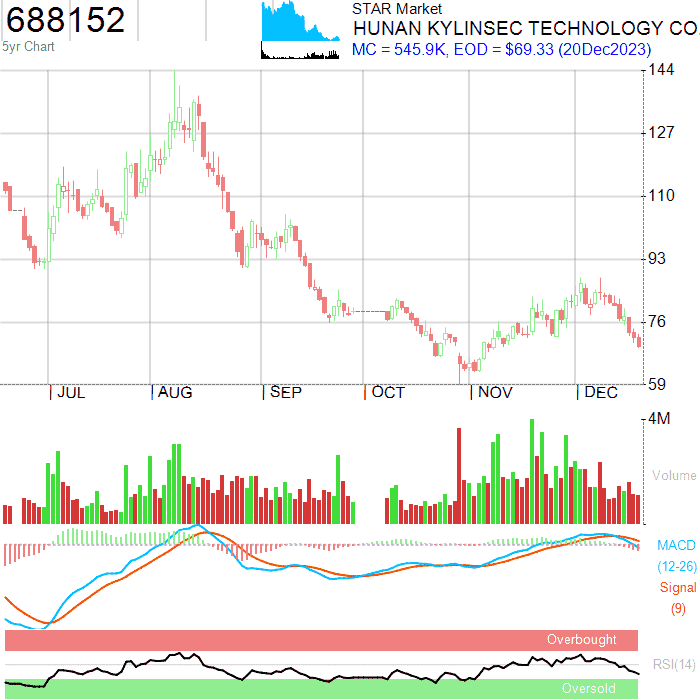 688152
5yr Chart
STAR Market
HUNAN KYLINSEC TECHNOLOGY CO.
MC = 545.9K, EOD = $69.33 (20Dec2023)
144
127
110
93
76
59
JUL AUG SEP OCT NOV DEC
4M
Volume
MACD
(12-26)
Signal
(9)
Overbought
RSI(14)
Oversold